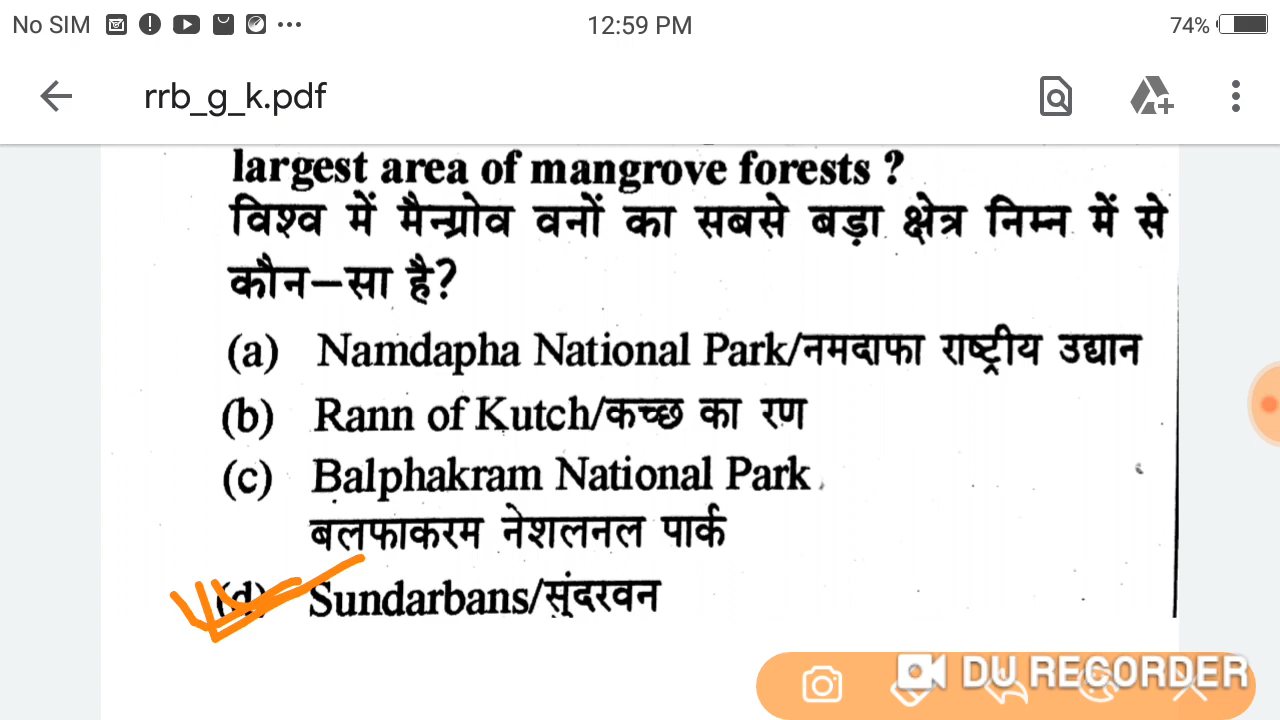 No SIM
12:59 PM
74%
rrb_g_k.pdf
largest area of mangrove forests ?
विश्व में मैन्ग्रोव वनों का सबसे बड़ा क्षेत्र निम्न में से
कौन–सा है?
(a) Namdapha National Park/नमदाफा राष्ट्रीय उद्यान
(b) Rann of Kutch/कच्छ का रण
(c) Balphakram National Park
बलफाकरम नेशलनल पार्क
(d) Sundarbans/सुंदरवन
DU RECORDER